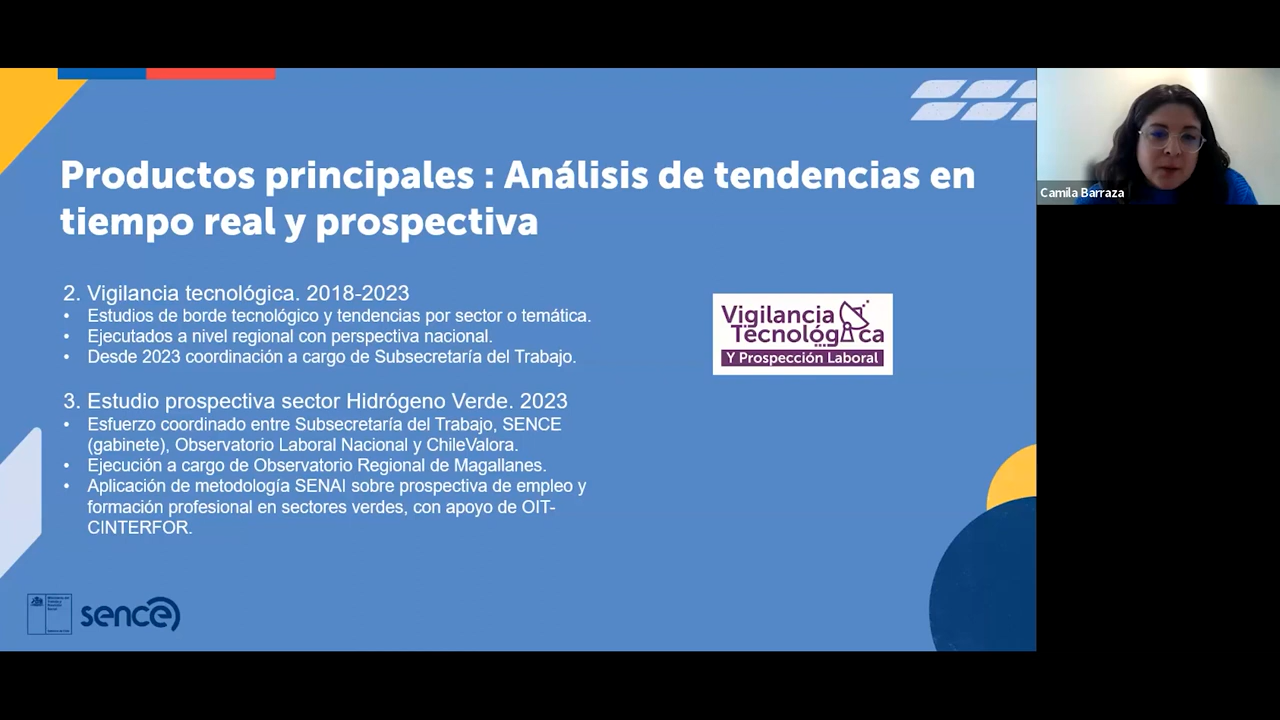 Productos principales : Análisis de tendencias en
tiempo real y prospectiva
2. Vigilancia tecnológica. 2018-2023
• Estudios de borde tecnológico y tendencias por sector o temática.
• Ejecutados a nivel regional con perspectiva nacional.
• Desde 2023 coordinación a cargo de Subsecretaría del Trabajo.
3. Estudio prospectiva sector Hidrógeno Verde. 2023
• Esfuerzo coordinado entre Subsecretaría del Trabajo, SENCE
(gabinete), Observatorio Laboral Nacional y ChileValora.
• Ejecución a cargo de Observatorio Regional de Magallanes.
• Aplicación de metodología SENAI sobre prospectiva de empleo y
formación profesional en sectores verdes, con apoyo de OIT-
CINTERFOR.
Vigilancia
Tecnológica
Y Prospección Laboral
sence
Camila Barraza